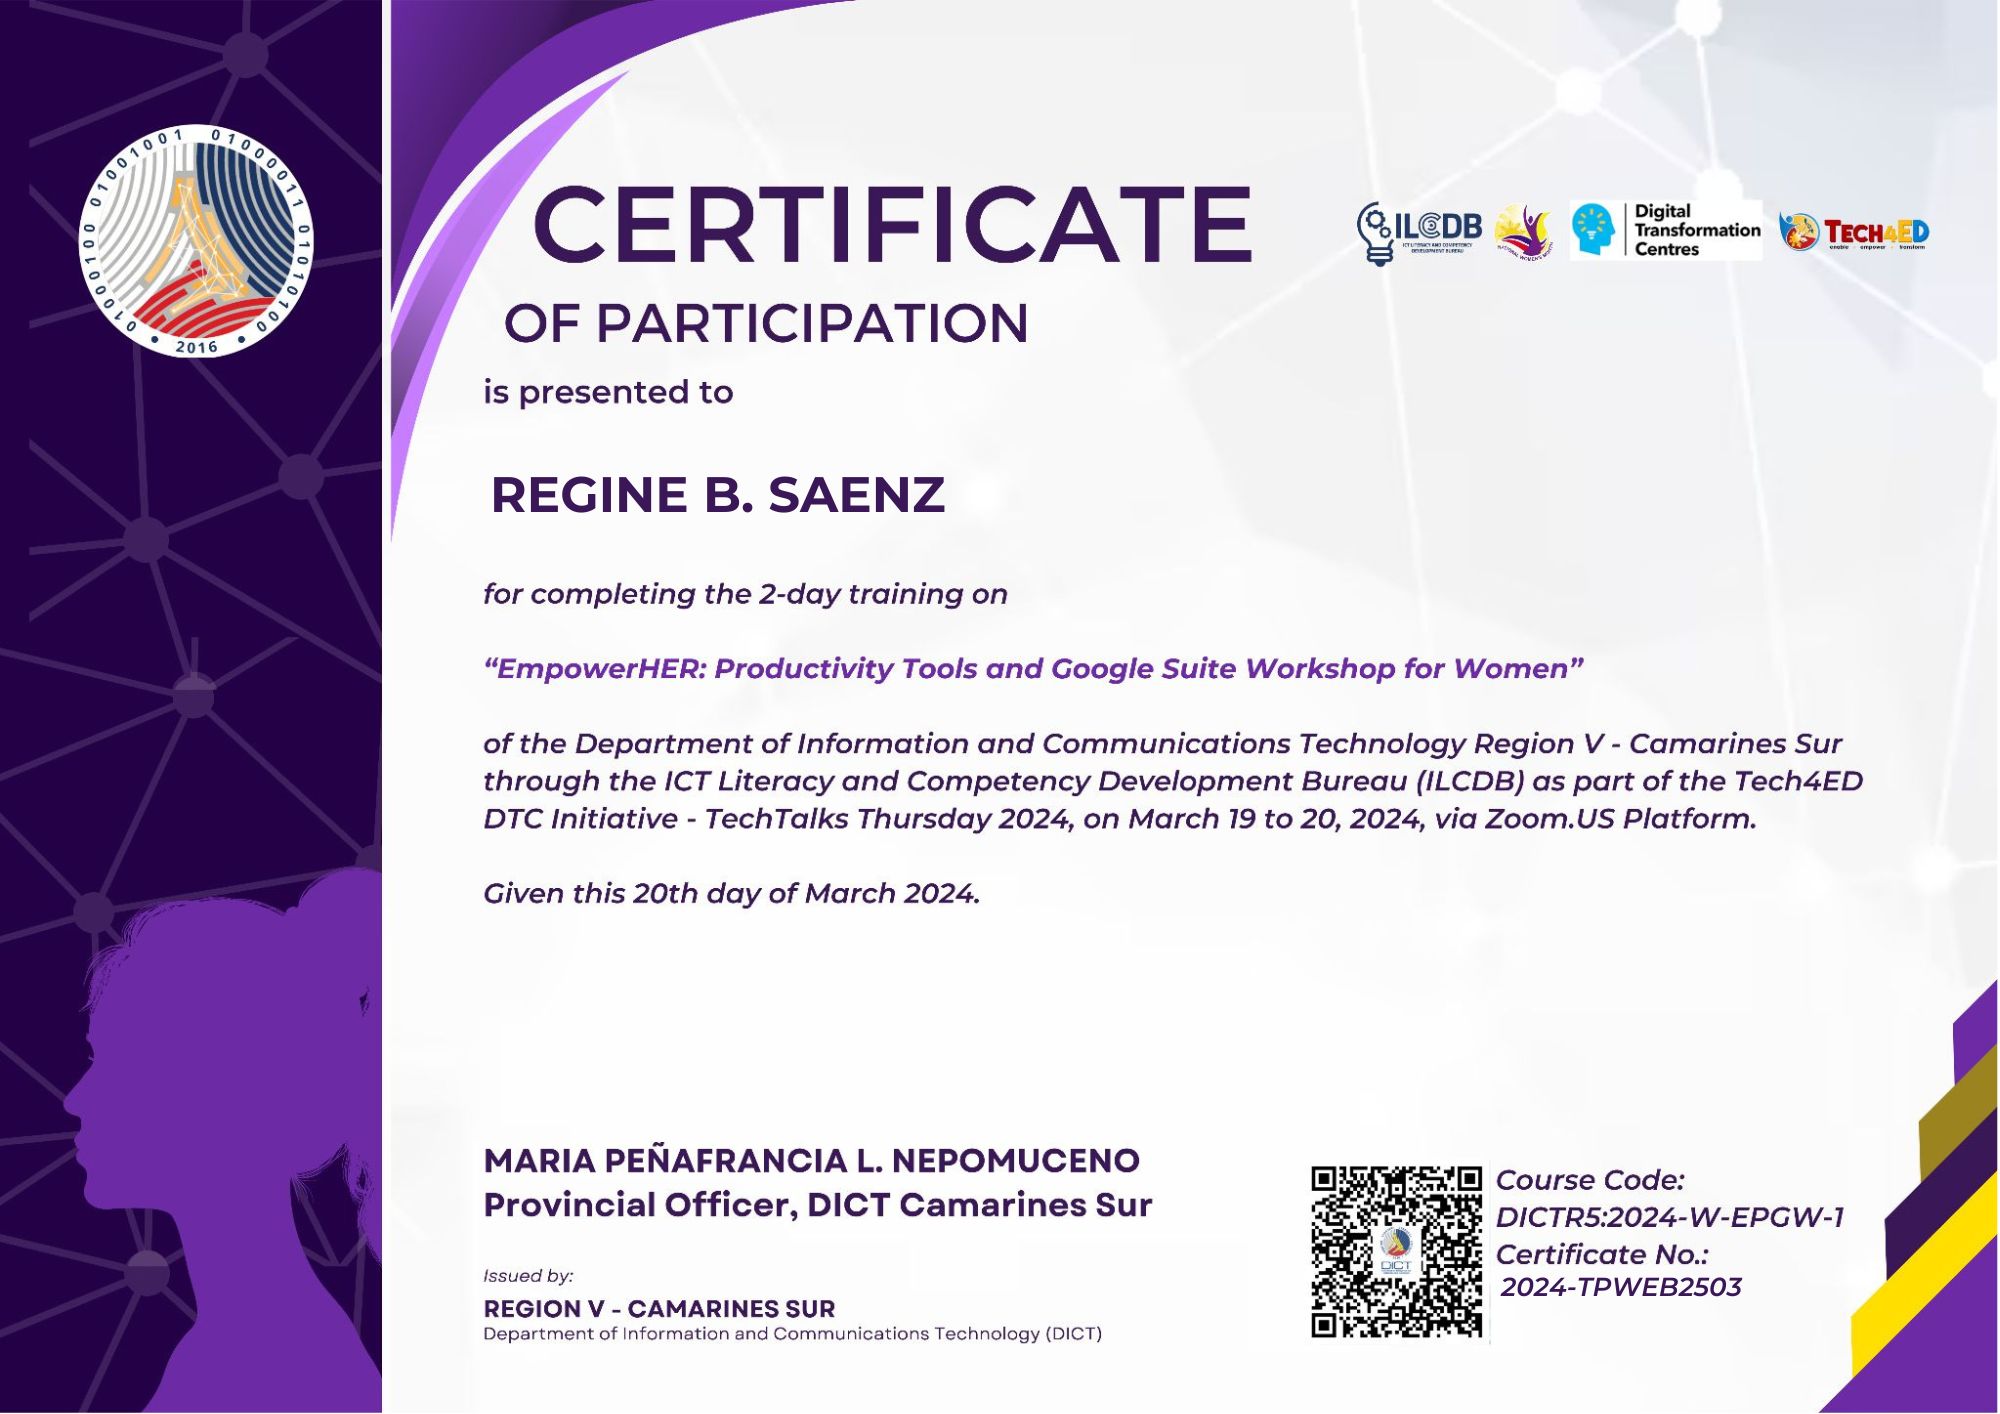 CERTIFICATE
OF PARTICIPATION
is presented to
REGINE B. SAENZ
for completing the 2-day training on
“EmpowerHER: Productivity Tools and Google Suite Workshop for Women”
of the Department of Information and Communications Technology Region V - Camarines Sur
through the ICT Literacy and Competency Development Bureau (ILCDB) as part of the Tech4ED
DTC Initiative - TechTalks Thursday 2024, on March 19 to 20, 2024, via Zoom.US Platform.
Given this 20th day of March 2024.
MARIA PEÑAFRANCIA L. NEPOMUCENO
Provincial Officer, DICT Camarines Sur
Issued by:
REGION V - CAMARINES SUR
Department of Information and Communications Technology (DICT)
Course Code:
DICTR5:2024-W-EPGW-1
Certificate No.:
2024-TPWEB2503
DICT
ILCDB
ICT LITERACY AND COMPETENCY
DEVELOPMENT BUREAU
NATIONAL WOMEN'S MONTH
Digital
Transformation
Centres
TECH4ED
enable empower transform
01000100 01001001 01000011 01010100
2016